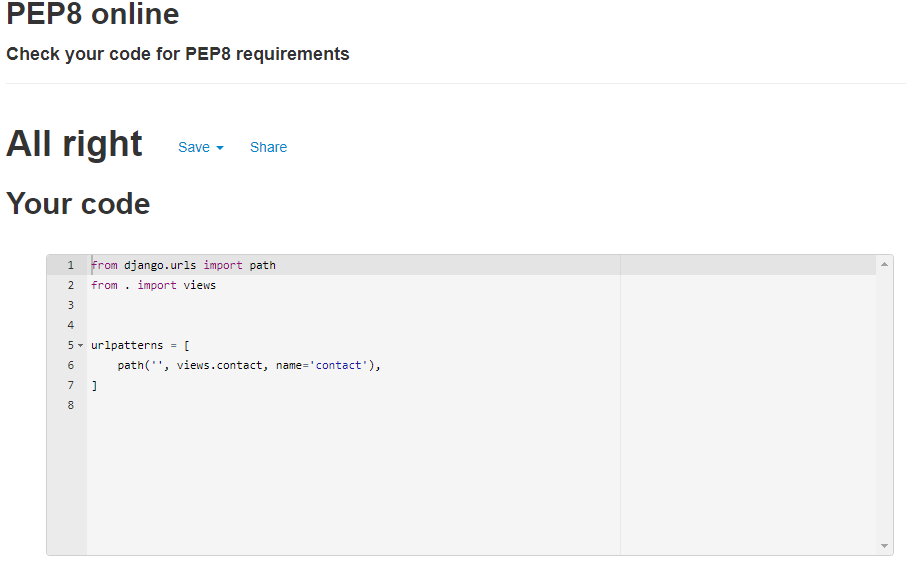 PEP8 online
Check your code for PEP8 requirements
All right Save Share
Your code
1 from django.urls import path
2 from . import views
3
4
5 urlpatterns = [
6     path('', views.contact, name='contact'),
7 ]
8